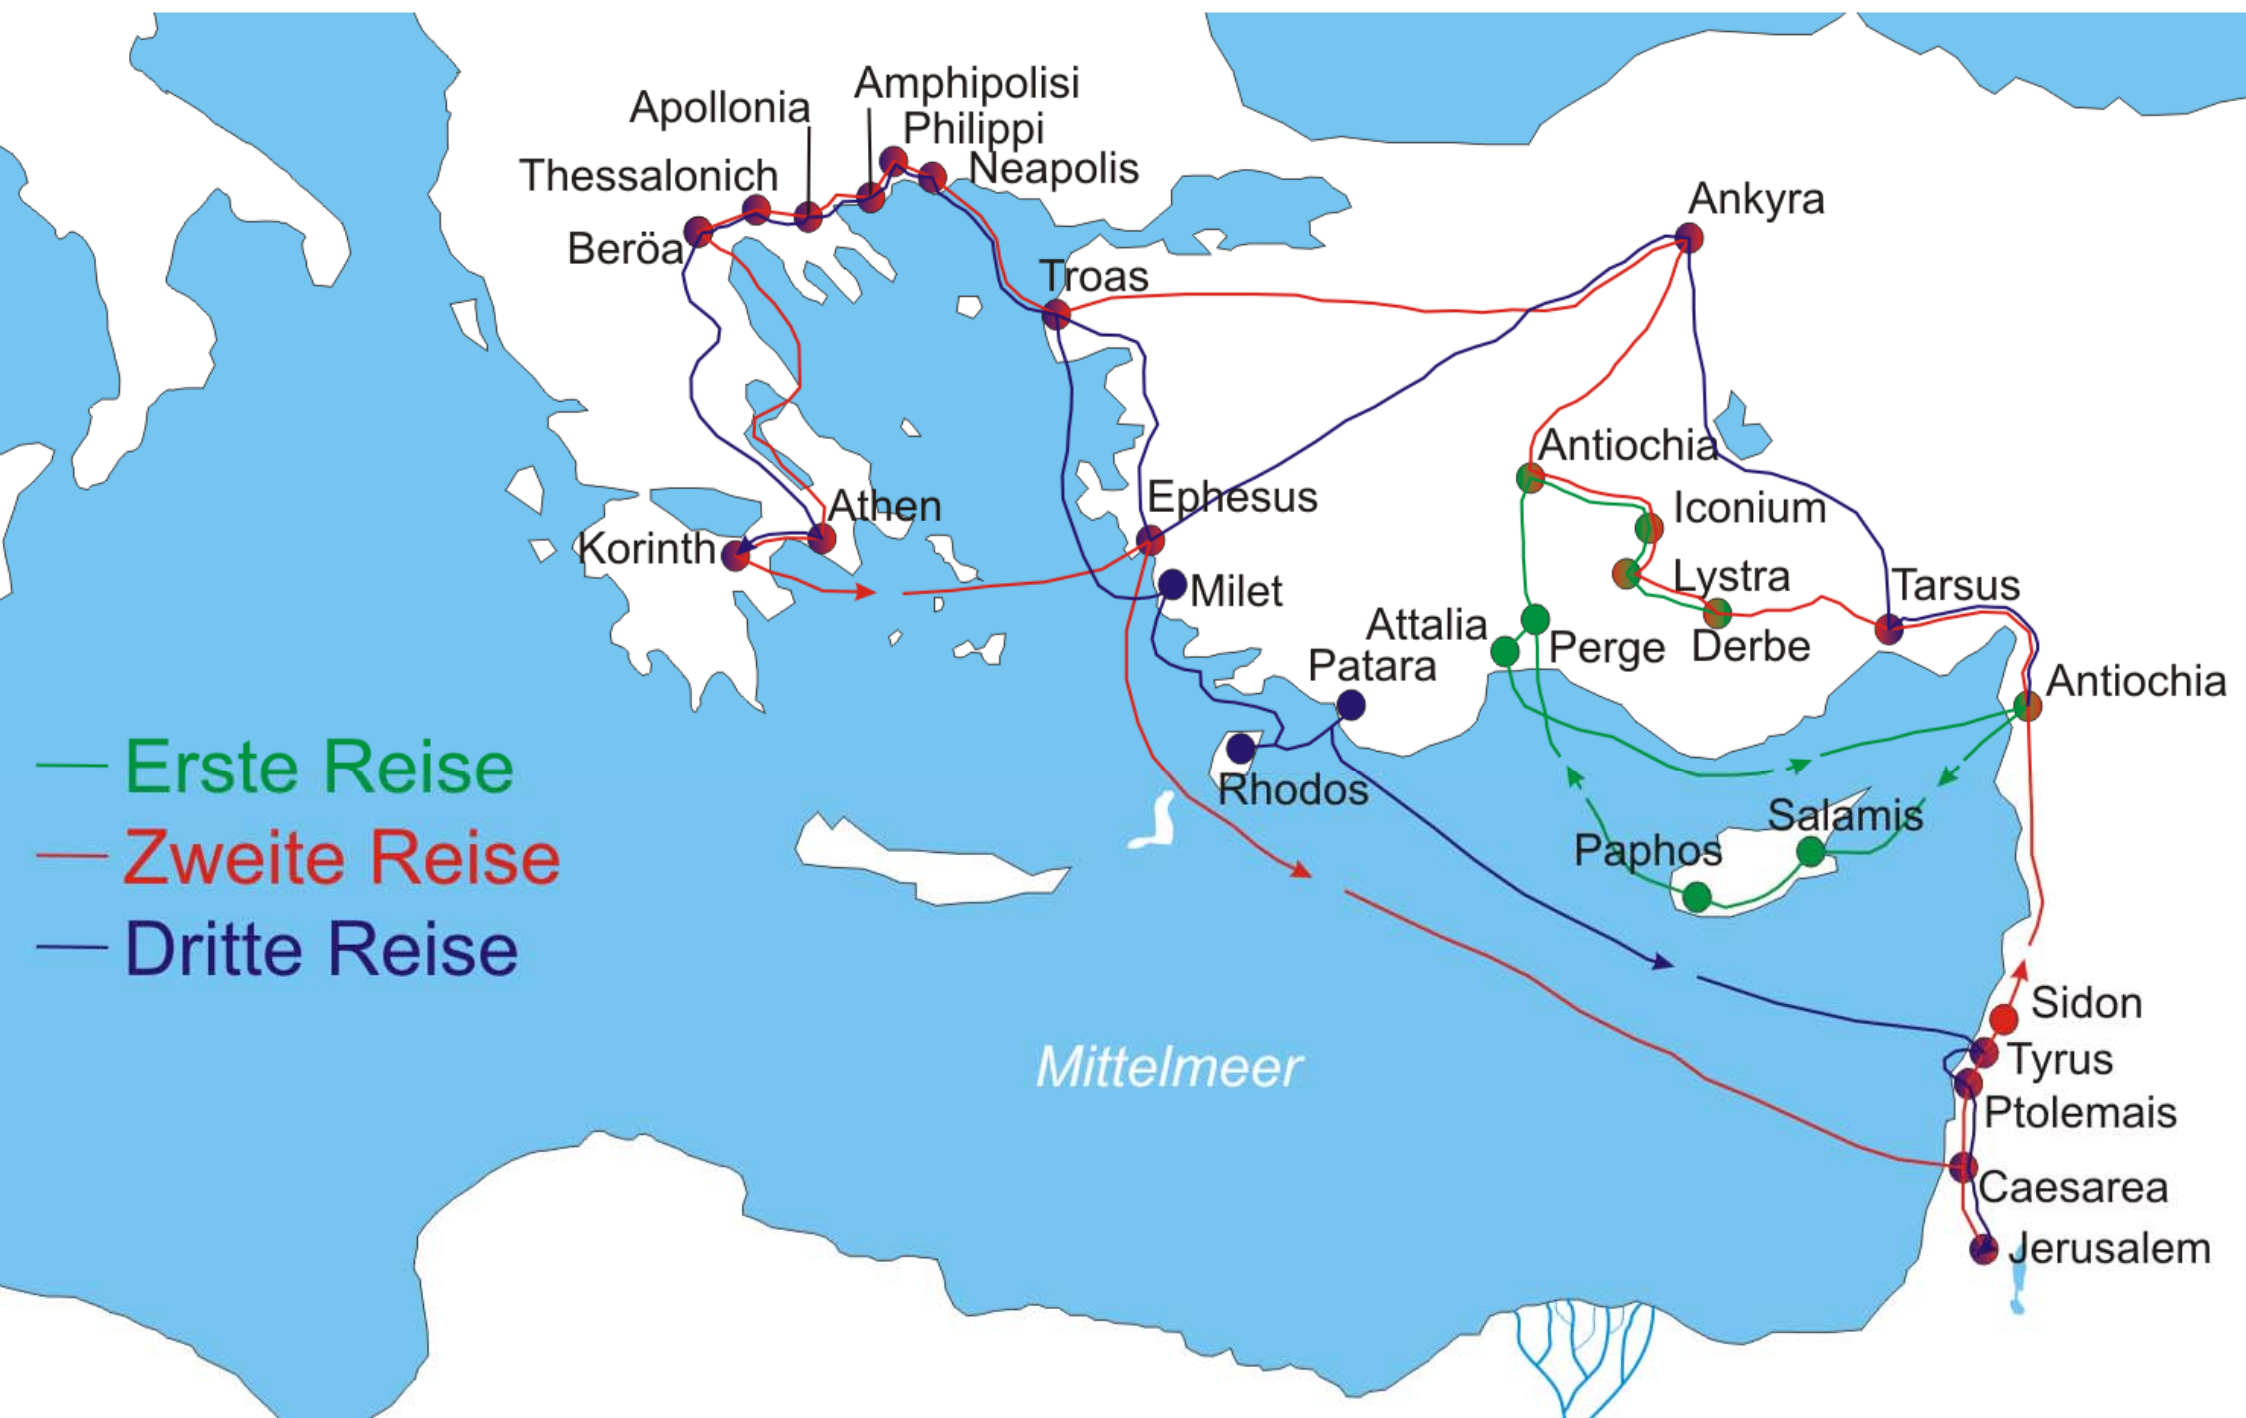 Amphipolisi
Apollonia
Philippi
Thessalonich
Neapolis
Ankyra
Beröa
Troas
Antiochia
Ephesus
Athen
Iconium
Korinth
Milet
Lystra
Tarsus
Attalia
Perge
Derbe
Patara
Antiochia
Erste Reise
Zweite Reise
Dritte Reise
Rhodos
Salamis
Paphos
Sidon
Mittelmeer
Tyrus
Ptolemais
Caesarea
Jerusalem